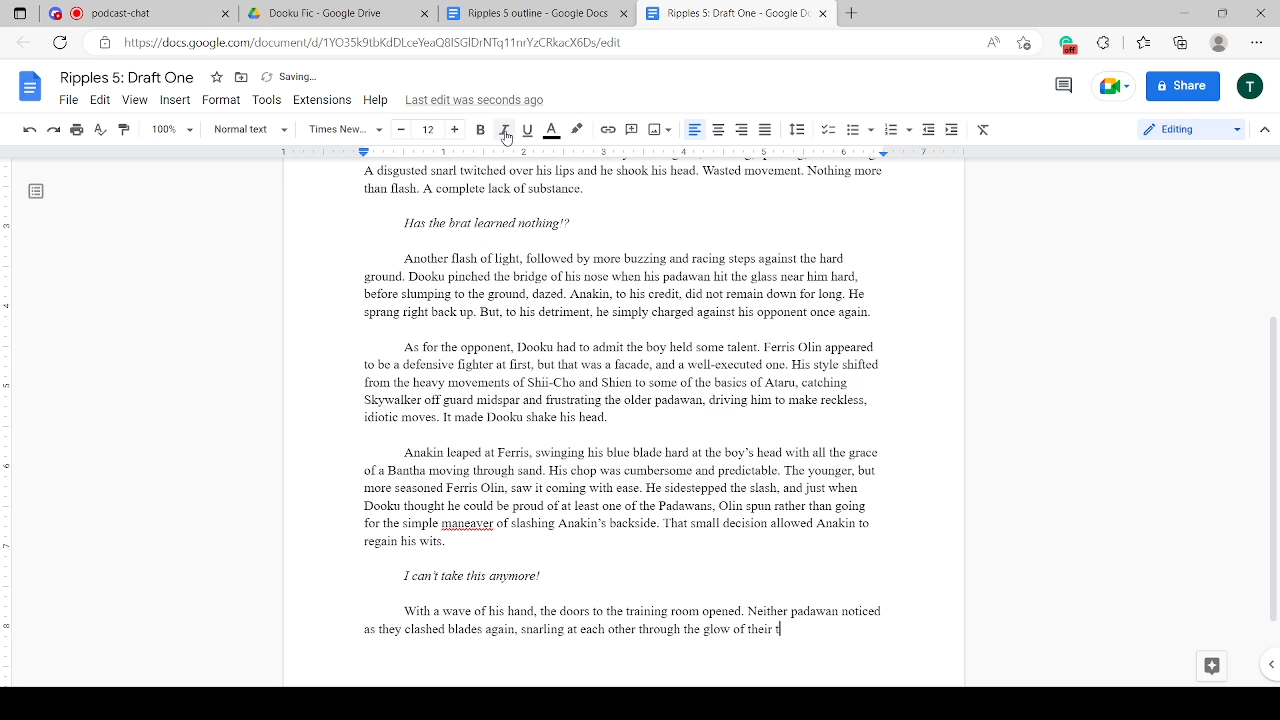 podcast-chat
Dooku Fic - Google Drive
Ripples 5 outline - Google Docs
Ripples 5: Draft One - Google Do
https://docs.google.com/document/d/
Ripples 5: Draft One
Saving...
File Edit View Insert Format Tools Extensions Help Last edit was seconds ago
Share
T
100% Normal text Times New... 12 B I U A Editing
1 1 2 3 4 5 6 7
A disgusted snarl twitched over his lips and he shook his head. Wasted movement. Nothing more
than flash. A complete lack of substance.
Has the brat learned nothing!?
Another flash of light, followed by more buzzing and racing steps against the hard
ground. Dooku pinched the bridge of his nose when his padawan hit the glass near him hard,
before slumping to the ground, dazed. Anakin, to his credit, did not remain down for long. He
sprang right back up. But, to his detriment, he simply charged against his opponent once again.
As for the opponent, Dooku had to admit the boy held some talent. Ferris Olin appeared
to be a defensive fighter at first, but that was a facade, and a well-executed one. His style shifted
from the heavy movements of Shii-Cho and Shien to some of the basics of Ataru, catching
Skywalker off guard midspar and frustrating the older padawan, driving him to make reckless,
idiotic moves. It made Dooku shake his head.
Anakin leaped at Ferris, swinging his blue blade hard at the boy's head with all the grace
of a Bantha moving through sand. His chop was cumbersome and predictable. The younger, but
more seasoned Ferris Olin, saw it coming with ease. He sidestepped the slash, and just when
Dooku thought he could be proud of at least one of the Padawans, Olin spun rather than going
for the simple maneaver of slashing Anakin's backside. That small decision allowed Anakin to
regain his wits.
I can't take this anymore!
With a wave of his hand, the doors to the training room opened. Neither padawan noticed
as they clashed blades again, snarling at each other through the glow of their t